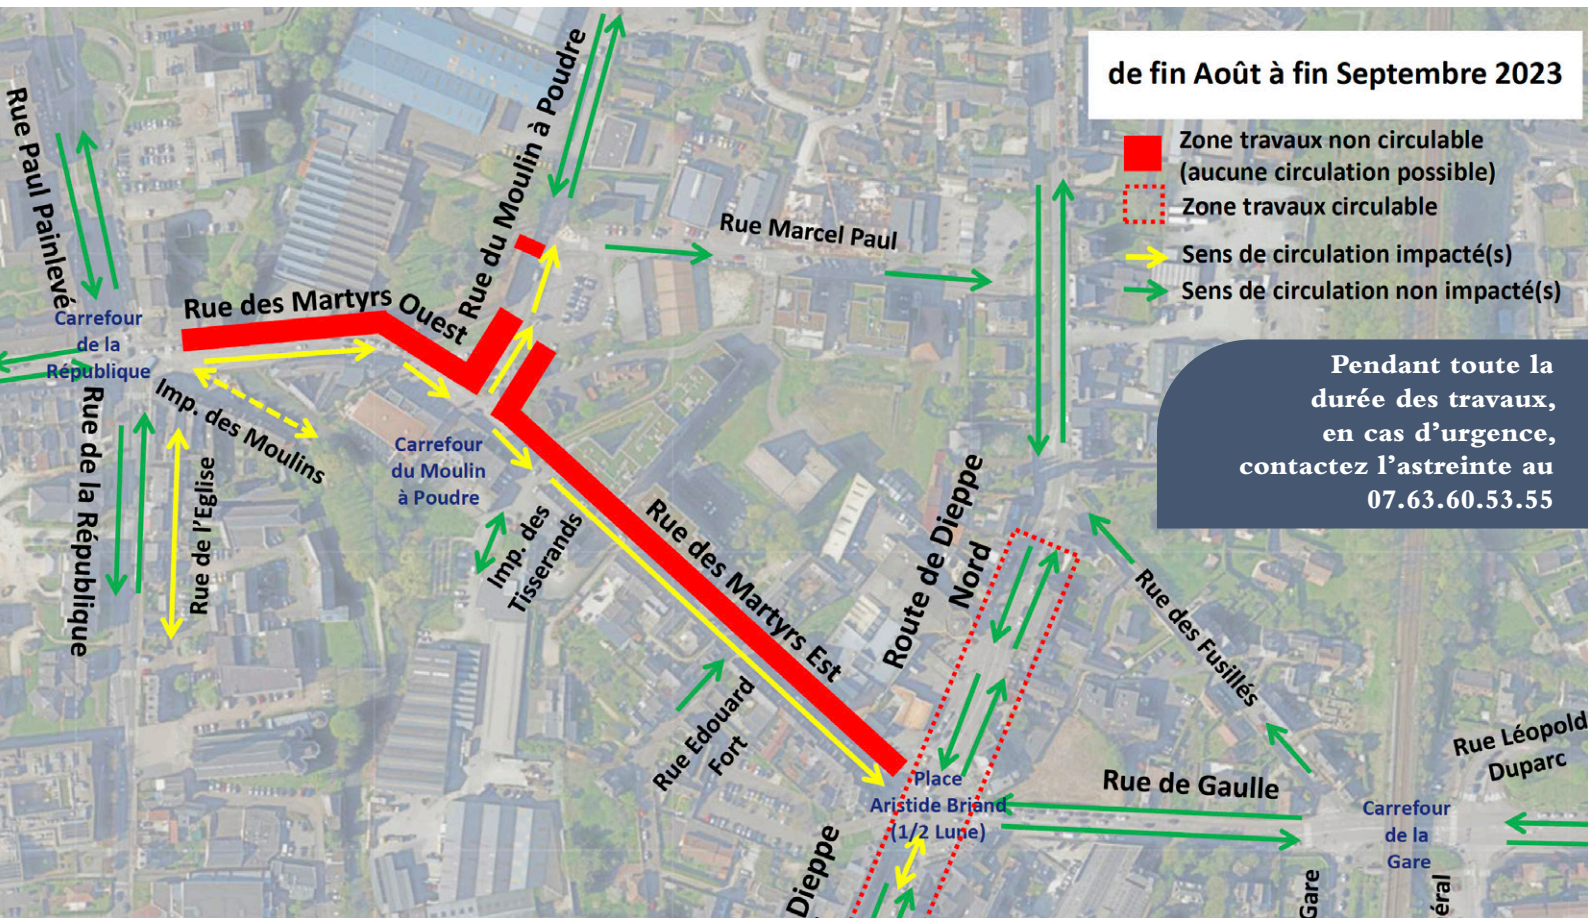 de fin Août à fin Septembre 2023
Zone travaux non circulable
(aucune circulation possible)
Zone travaux circulable
Sens de circulation impacté(s)
Sens de circulation non impacté(s)
Pendant toute la
durée des travaux,
en cas d'urgence,
contactez l'astreinte au
07.63.60.53.55
Rue Paul Painlevé
Rue du Moulin à Poudre
Rue Marcel Paul
Rue des Martyrs Ouest
Carrefour
de la
République
Imp. des Moulins
Rue de la République
Rue de l'Eglise
Carrefour
du Moulin
à Poudre
Imp. des
Tisserands
Rue des Martyrs Est
Route de Dieppe
Nord
Rue des Fusillés
Rue Edouard
Fort
Place
Aristide Briand
(1/2 Lune)
Rue de Gaulle
Rue Léopold
Duparc
Carrefour
de la
Gare
Dieppe
Gare
éral